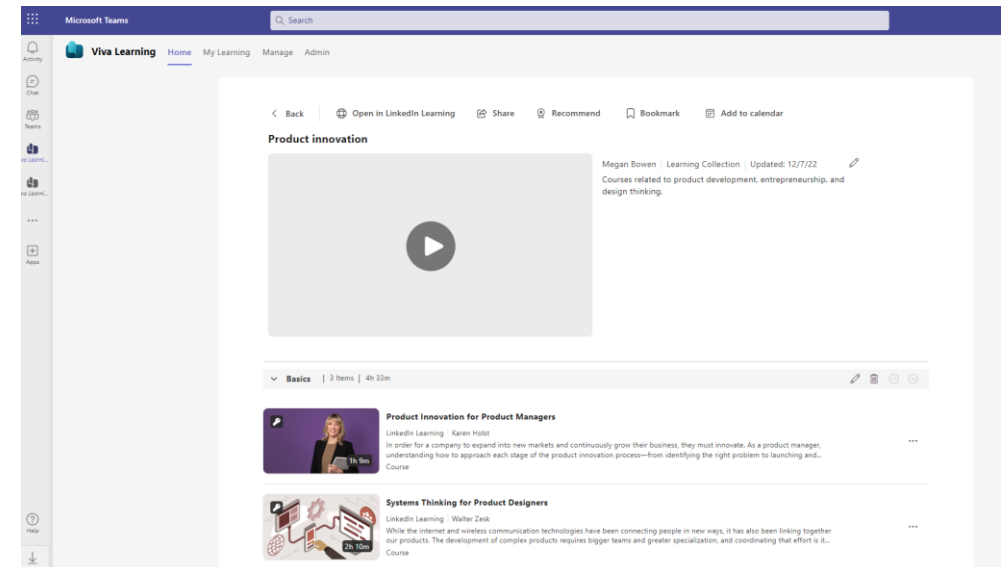 Microsoft Teams
Search
Activity
Chat
Teams
Viva Learning Home My Learning Manage Admin
Apps
Help
Back Open in LinkedIn Learning Share Recommend Bookmark Add to calendar
Product innovation
Megan Bowen | Learning Collection | Updated: 12/7/22
Courses related to product development, entrepreneurship, and
design thinking.
Basics | 3 Items | 4h 33m
1h 9m
Product Innovation for Product Managers
LinkedIn Learning | Karen Holst
In order for a company to expand into new markets and continuously grow their business, they must innovate. As a product manager,
understanding how to approach each stage of the product innovation process—from identifying the right problem to launching and...
Course
2h 10m
Systems Thinking for Product Designers
LinkedIn Learning | Walter Zesk
While the internet and wireless communication technologies have been connecting people in new ways, it has also been linking together
our products. The development of complex products requires bigger teams and greater specialization, and coordinating that effort is it...
Course